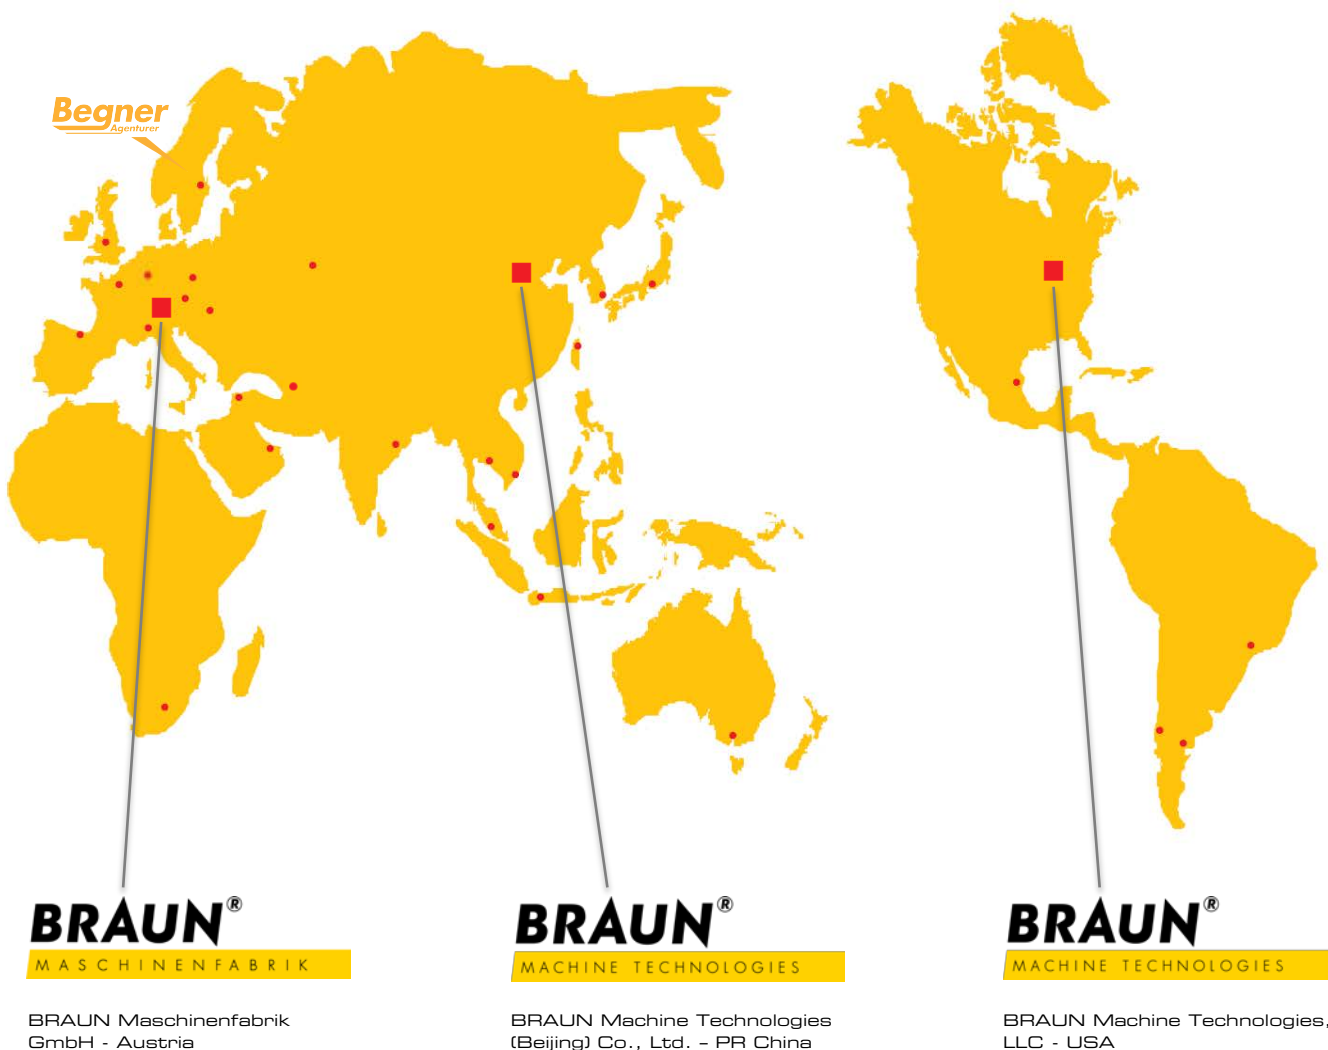 Begner
Agenturer
BRAUN®
MASCHINENFABRIK
BRAUN Maschinenfabrik
GmbH - Austria
BRAUN®
MACHINE TECHNOLOGIES
BRAUN Machine Technologies
(Beijing) Co., Ltd. – PR China
BRAUN®
MACHINE TECHNOLOGIES
BRAUN Machine Technologies,
LLC - USA